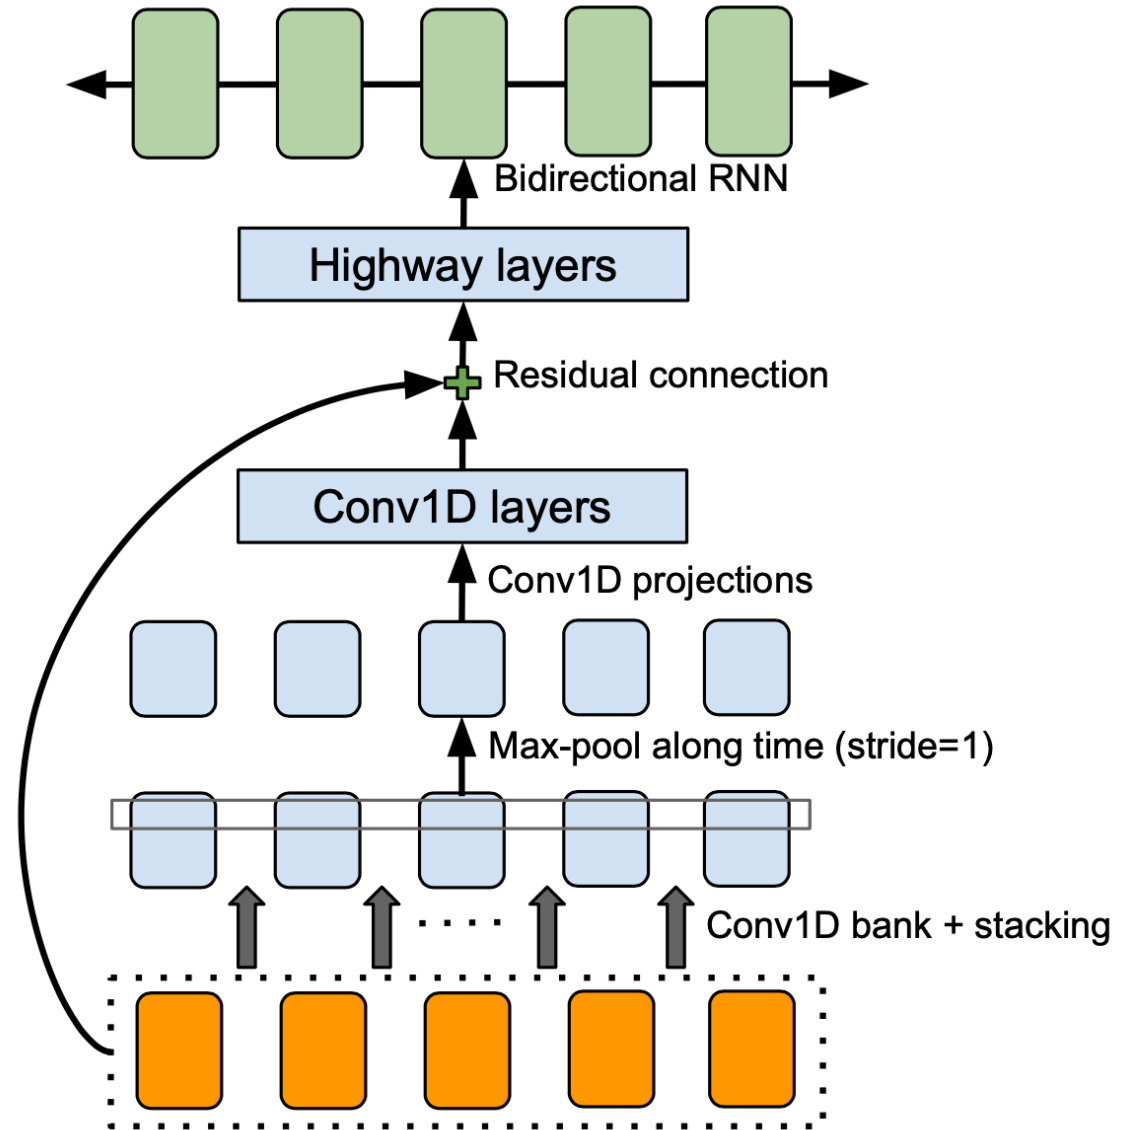 Bidirectional RNN
Highway layers
Residual connection
Conv1D layers
Conv1D projections
Max-pool along time (stride=1)
Conv1D bank + stacking